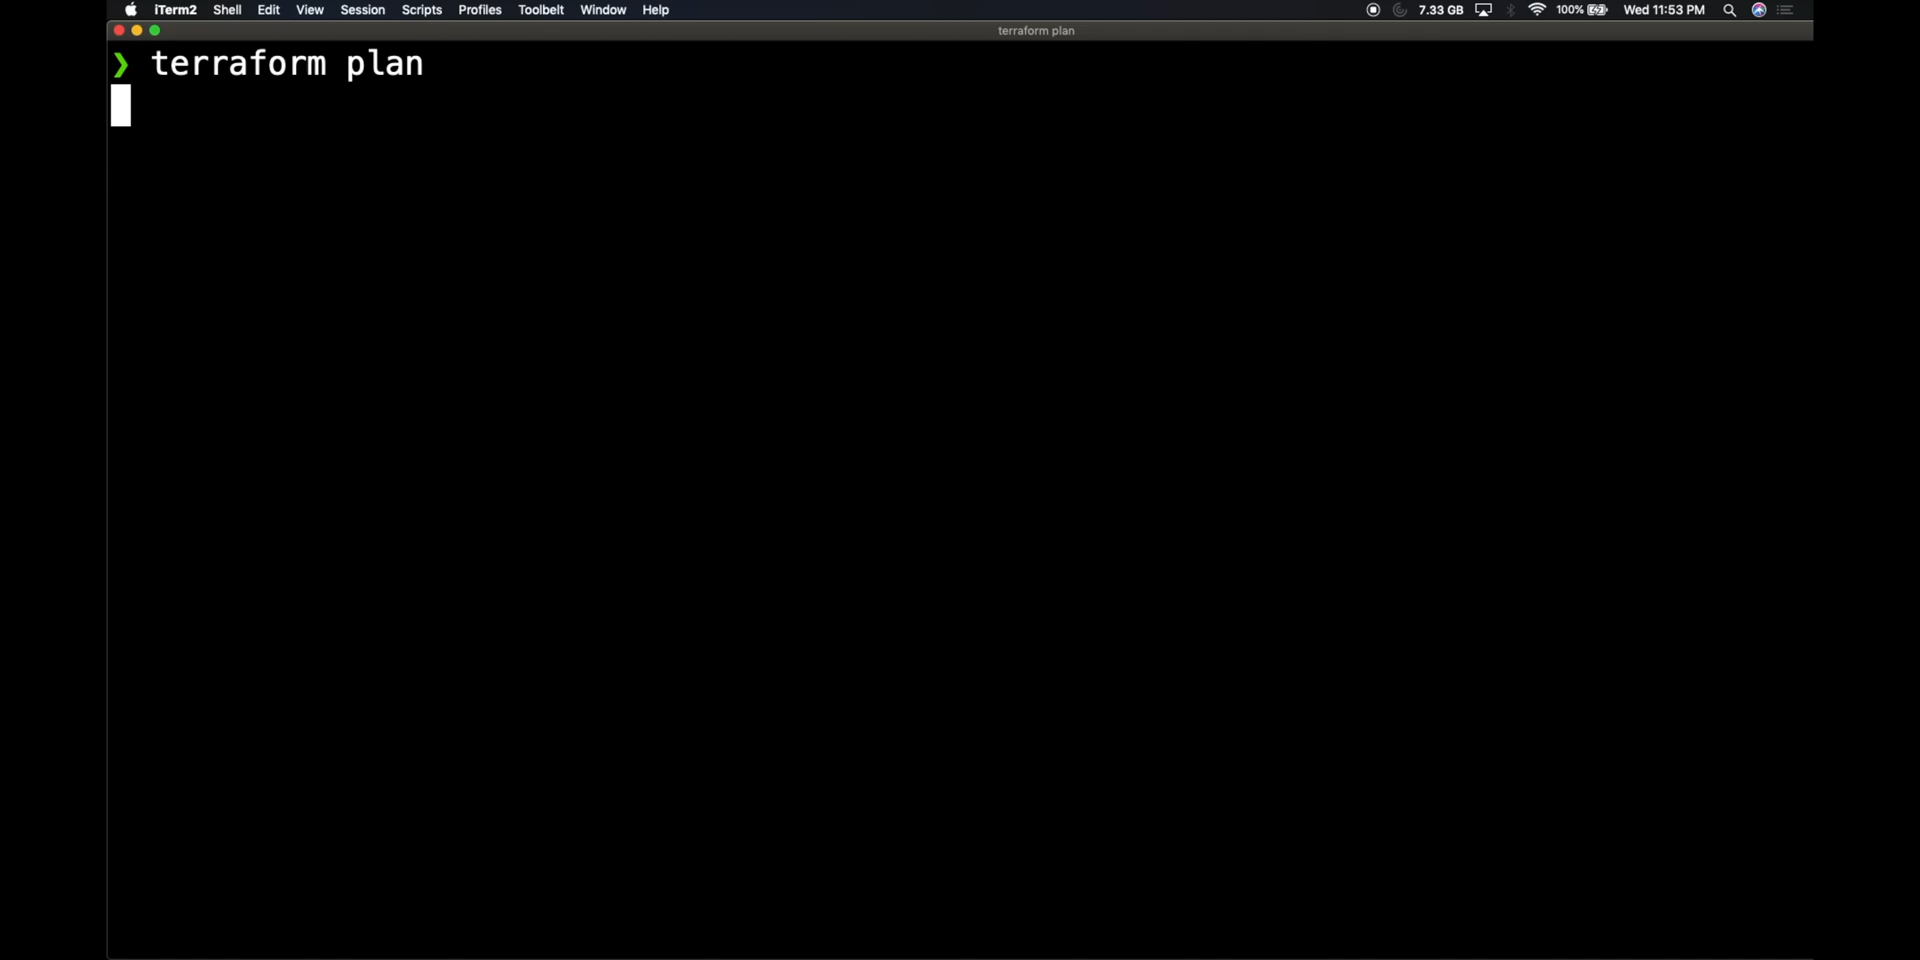 iTerm2 Shell Edit View Session Scripts Profiles Toolbelt Window Help 7.33 GB 100% Wed 11:53 PM
terraform plan
❯ terraform plan